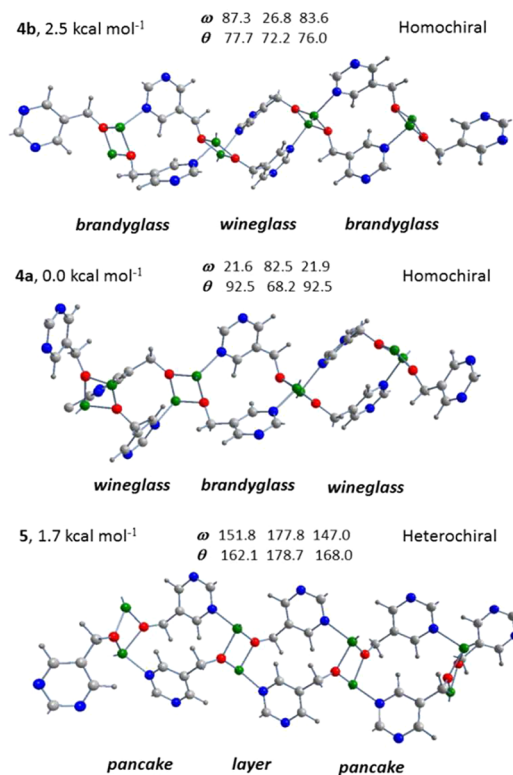 4b, 2.5 kcal mol⁻¹ ω 87.3 26.8 83.6 Homochiral
θ 77.7 72.2 76.0
brandyglass wineglass brandyglass
4a, 0.0 kcal mol⁻¹ ω 21.6 82.5 21.9 Homochiral
θ 92.5 68.2 92.5
wineglass brandyglass wineglass
5, 1.7 kcal mol⁻¹ ω 151.8 177.8 147.0 Heterochiral
θ 162.1 178.7 168.0
pancake layer pancake